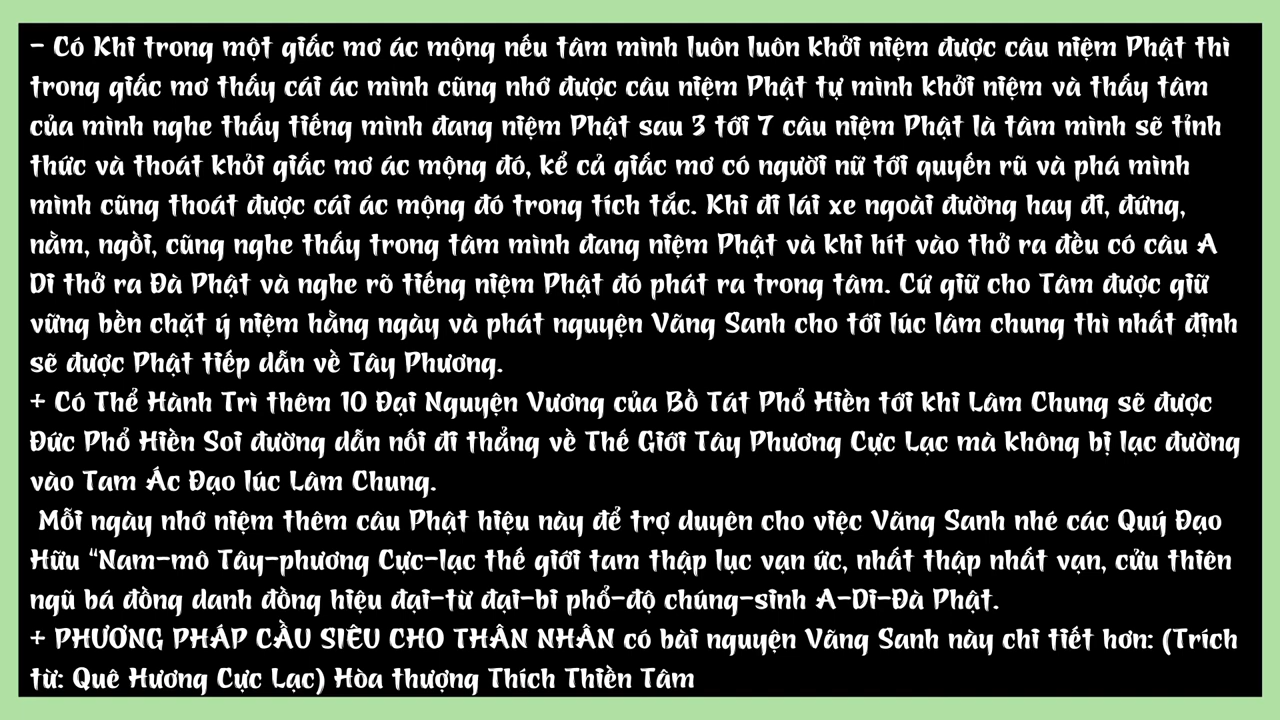 - Có Khi trong một giấc mơ ác mộng nếu tâm mình luôn luôn khởi niệm được câu niệm Phật thì
trong giấc mơ thấy cái ác mình cũng nhớ được câu niệm Phật tự mình khởi niệm và thấy tâm
của mình nghe thấy tiếng mình đang niệm Phật sau 3 tới 7 câu niệm Phật là tâm mình sẽ tỉnh
thức và thoát khỏi giấc mơ ác mộng đó, kể cả giấc mơ có người nữ tới quyến rũ và phá mình
mình cũng thoát được cái ác mộng đó trong tích tắc. Khi đi lái xe ngoài đường hay đi, đứng,
nằm, ngồi, cũng nghe thấy trong tâm mình đang niệm Phật và khi hít vào thở ra đều có câu A
Di thở ra Đà Phật và nghe rõ tiếng niệm Phật đó phát ra trong tâm. Cứ giữ cho Tâm được giữ
vững bền chặt ý niệm hằng ngày và phát nguyện Vãng Sanh cho tới lúc lâm chung thì nhất định
sẽ được Phật tiếp dẫn về Tây Phương.
+ Có Thể Hành Trì thêm 10 Đại Nguyện Vương của Bồ Tát Phổ Hiền tới khi Lâm Chung sẽ được
Đức Phổ Hiền Soi đường dẫn nối đi thẳng về Thế Giới Tây Phương Cực Lạc mà không bị lạc đường
vào Tam Ác Đạo lúc Lâm Chung.
Mỗi ngày nhớ niệm thêm câu Phật hiệu này để trợ duyên cho việc Vãng Sanh nhé các Quý Đạo
Hữu "Nam-mô Tây-phương Cực-lạc thế giới tam thập lục vạn ức, nhất thập nhất vạn, cửu thiên
ngũ bá đồng danh đồng hiệu đại-từ đại-bi phổ-độ chúng-sinh A-Di-Đà Phật.
+ PHƯƠNG PHÁP CẦU SIÊU CHO THÂN NHÂN có bài nguyện Vãng Sanh này chi tiết hơn: (Trích
từ: Quê Hương Cực Lạc) Hòa thượng Thích Thiền Tâm